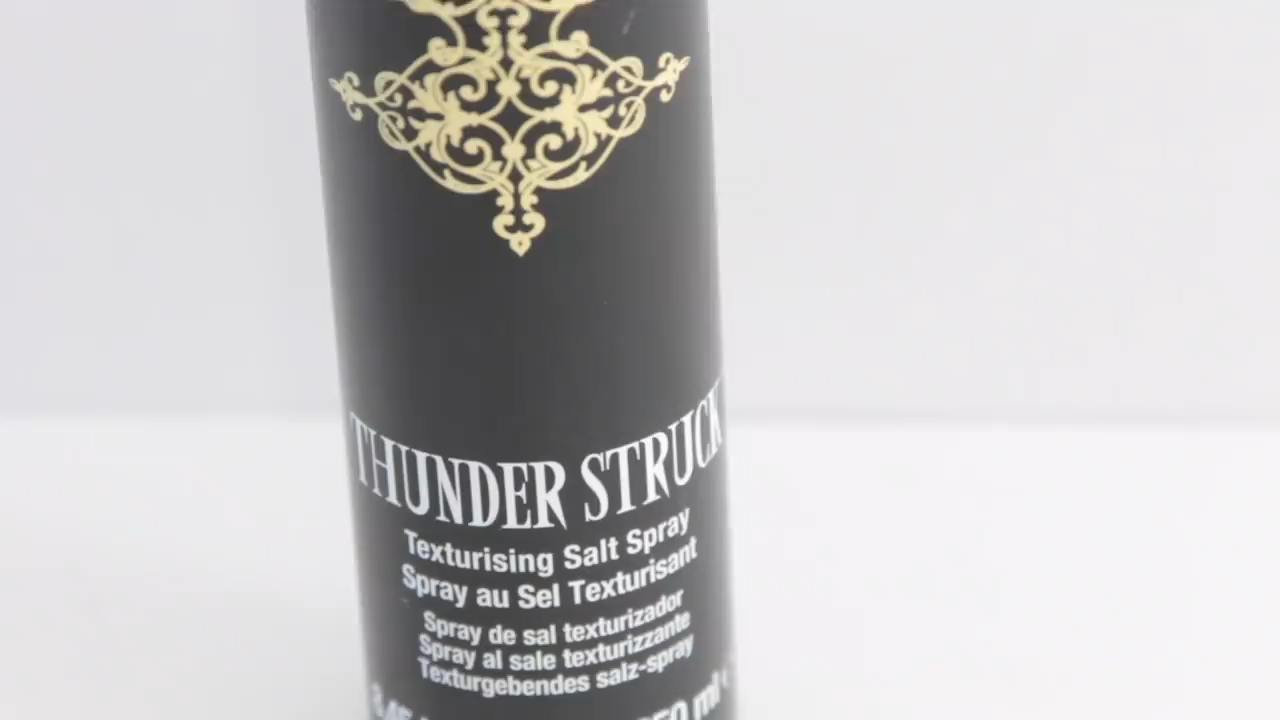 THUNDER STRUCK
Texturising Salt Spray
Spray au Sel Texturisant
Spray de sal texturizador
Spray al sale texturizzante
Texturgebendes salz-spray